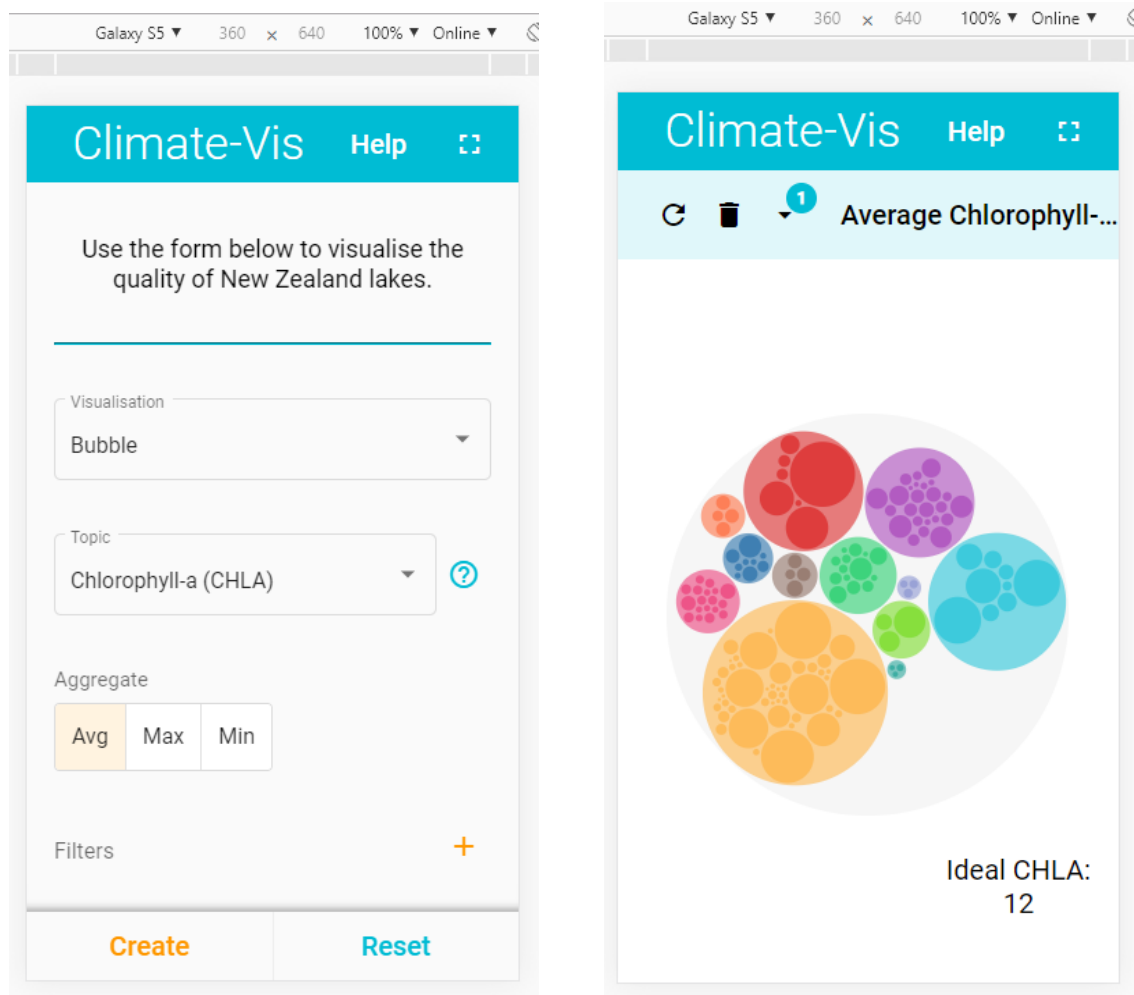 Galaxy S5 ▼ 360 × 640 100% ▼ Online ▼
Climate-Vis Help
Use the form below to visualise the
quality of New Zealand lakes.
Visualisation
Bubble
Topic
Chlorophyll-a (CHLA)
Aggregate
Avg Max Min
Filters +
Create Reset
Galaxy S5 ▼ 360 × 640 100% ▼ Online ▼
Climate-Vis Help
1 Average Chlorophyll-...
Ideal CHLA:
12